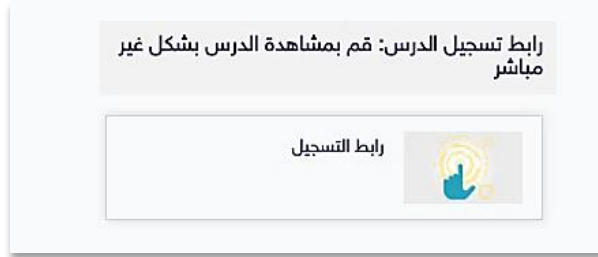 رابط تسجيل الدرس: قم بمشاهدة الدرس بشكل غير
مباشر
رابط التسجيل